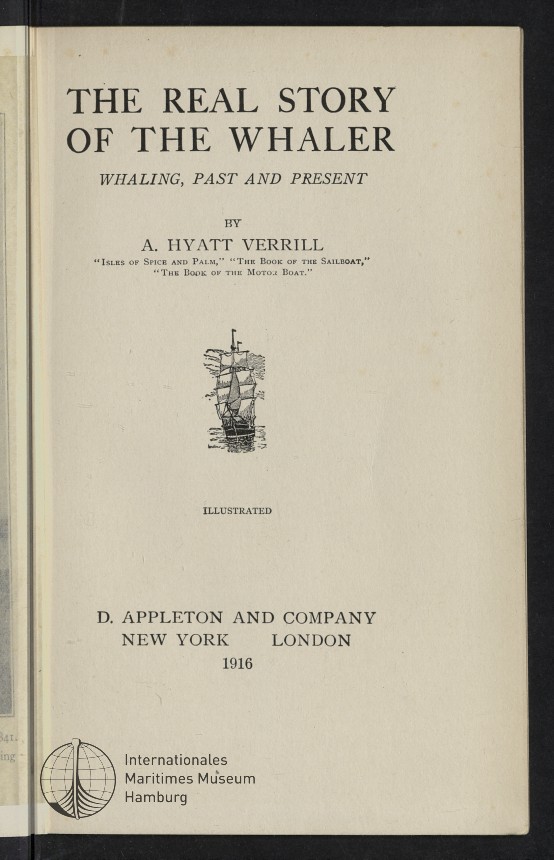 THE REAL STORY
OF THE WHALER
WHALING, PAST AND PRESENT
BY
A. HYATT VERRILL
"Isles of Spice and Palm," "The Book of the Sailboat,"
"The Book of the Motor Boat."
ILLUSTRATED
D. APPLETON AND COMPANY
NEW YORK LONDON
1916
841.
ing
Internationales
Maritimes Museum
Hamburg